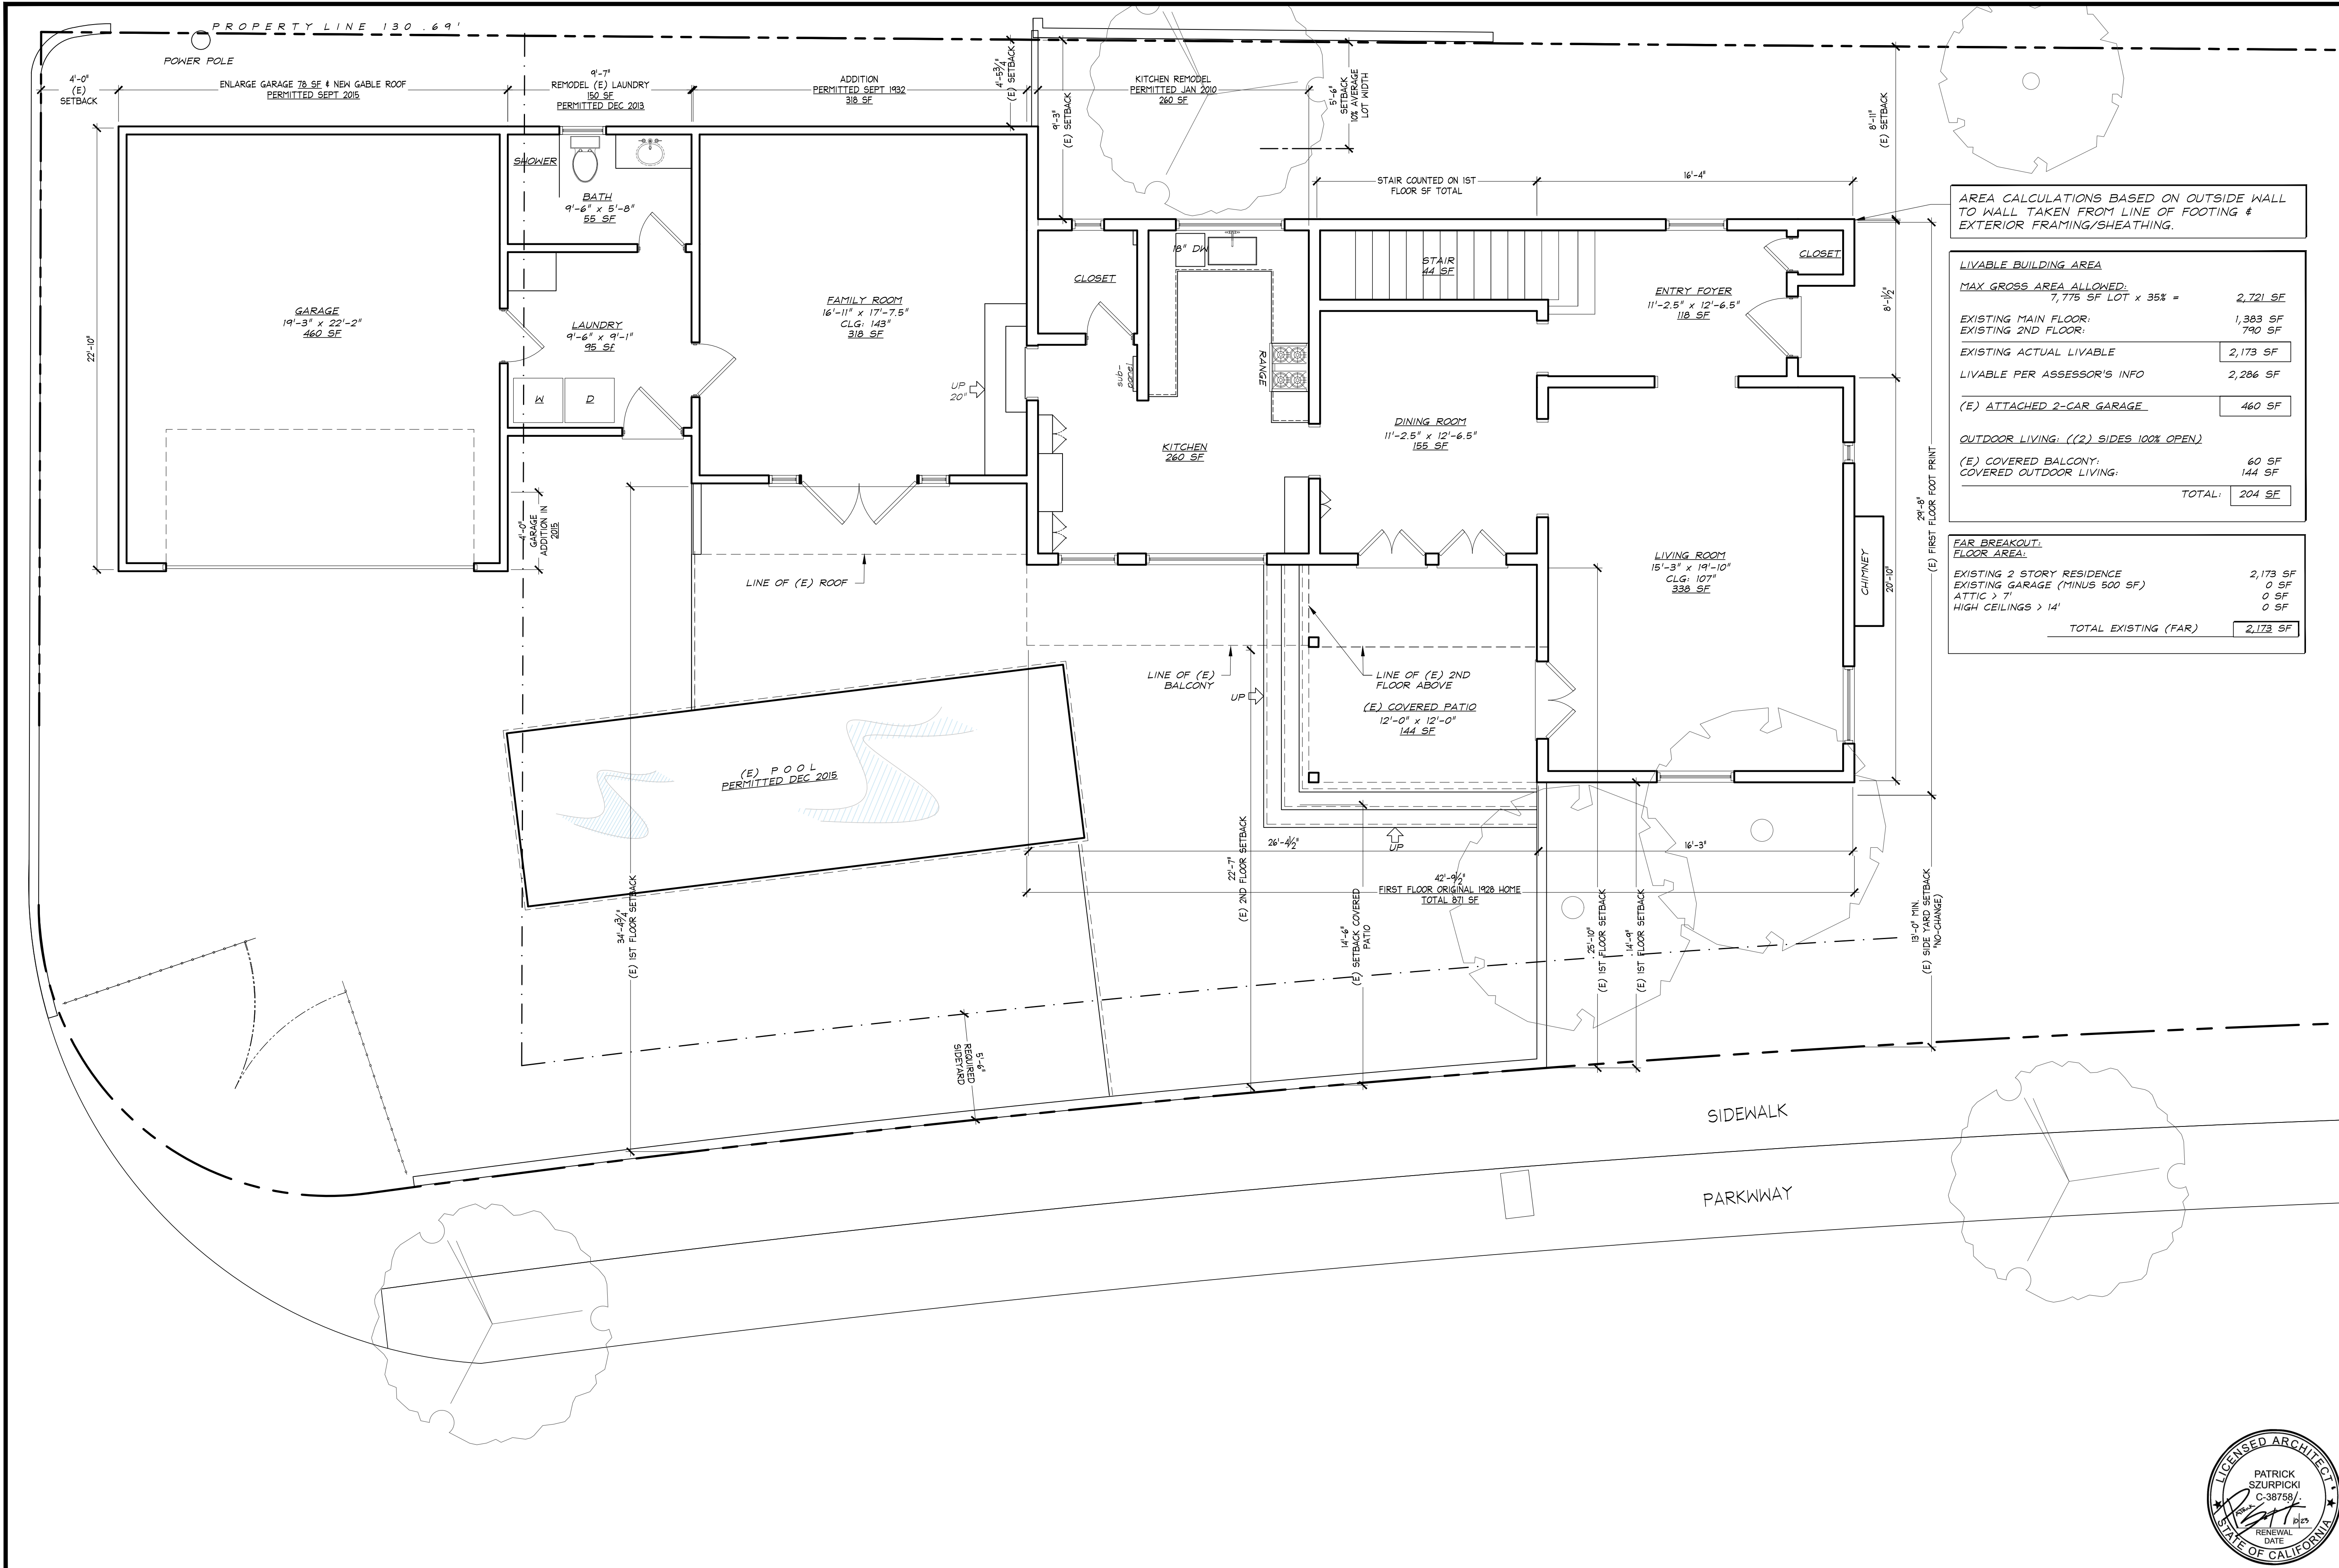 PROPERTY LINE 130 .69'
POWER POLE
4'-0"
(E)
SETBACK
ENLARGE GARAGE 78 SF & NEW GABLE ROOF
PERMITTED SEPT 2015
9'-7"
REMODEL (E) LAUNDRY
150 SF
PERMITTED DEC 2013
ADDITION
PERMITTED SEPT 1932
318 SF
4'-5 3/4"
(E) SETBACK
9'-3"
(E) SETBACK
KITCHEN REMODEL
PERMITTED JAN 2010
260 SF
5'-6"
SETBACK
10% AVERAGE
LOT WIDTH
8'-11"
(E) SETBACK
STAIR COUNTED ON 1ST
FLOOR SF TOTAL
16'-4"
22'-10"
GARAGE
19'-3" x 22'-2"
460 SF
SHOWER
BATH
9'-6" x 5'-8"
55 SF
LAUNDRY
9'-6" x 9'-1"
95 Sf
W
D
FAMILY ROOM
16'-11" x 17'-7.5"
CLG: 143"
318 SF
UP
20"
CLOSET
sub-
panel
18" DW
RANGE
KITCHEN
260 SF
STAIR
44 SF
DINING ROOM
11'-2.5" x 12'-6.5"
155 SF
ENTRY FOYER
11'-2.5" x 12'-6.5"
118 SF
CLOSET
8'-1 1/2"
LIVING ROOM
15'-3" x 19'-10"
CLG: 107"
338 SF
CHIMNEY
20'-10"
29'-8"
(E) FIRST FLOOR FOOT PRINT
4'-0"
GARAGE
ADDITION IN
2015
LINE OF (E) ROOF
LINE OF (E)
BALCONY
UP
LINE OF (E) 2ND
FLOOR ABOVE
(E) COVERED PATIO
12'-0" x 12'-0"
144 SF
UP
(E) POOL
PERMITTED DEC 2015
34'-4 3/4"
(E) 1ST FLOOR SETBACK
22'-7"
(E) 2ND FLOOR SETBACK
26'-4 1/2"
16'-3"
42'-9 1/2"
FIRST FLOOR ORIGINAL 1928 HOME
TOTAL 871 SF
14'-6"
(E) SETBACK COVERED
PATIO
25'-10"
(E) 1ST FLOOR SETBACK
14'-9"
(E) 1ST FLOOR SETBACK
13'-0" MIN.
(E) SIDE YARD SETBACK
"NO-CHANGE)
5'-6"
REQUIRED
SIDEYARD
SIDEWALK
PARKWWAY
AREA CALCULATIONS BASED ON OUTSIDE WALL
TO WALL TAKEN FROM LINE OF FOOTING &
EXTERIOR FRAMING/SHEATHING.
LIVABLE BUILDING AREA
MAX GROSS AREA ALLOWED:
7,775 SF LOT x 35% = 2,721 SF
EXISTING MAIN FLOOR: 1,383 SF
EXISTING 2ND FLOOR: 790 SF
EXISTING ACTUAL LIVABLE 2,173 SF
LIVABLE PER ASSESSOR'S INFO 2,286 SF
(E) ATTACHED 2-CAR GARAGE 460 SF
OUTDOOR LIVING: ((2) SIDES 100% OPEN)
(E) COVERED BALCONY: 60 SF
COVERED OUTDOOR LIVING: 144 SF
TOTAL: 204 SF
FAR BREAKOUT:
FLOOR AREA:
EXISTING 2 STORY RESIDENCE 2,173 SF
EXISTING GARAGE (MINUS 500 SF) 0 SF
ATTIC > 7' 0 SF
HIGH CEILINGS > 14' 0 SF
TOTAL EXISTING (FAR) 2,173 SF
LICENSED ARCHITECT
PATRICK
SZURPICKI
C-38758
10/23
RENEWAL
DATE
STATE OF CALIFORNIA